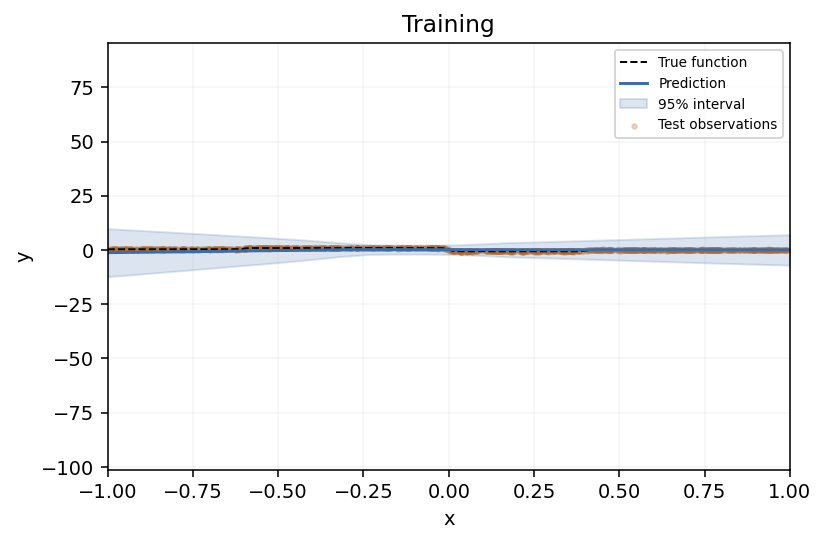 Training
True function
Prediction
95% interval
Test observations
75
50
25
0
−25
−50
−75
−100
y
−1.00 −0.75 −0.50 −0.25 0.00 0.25 0.50 0.75 1.00
x